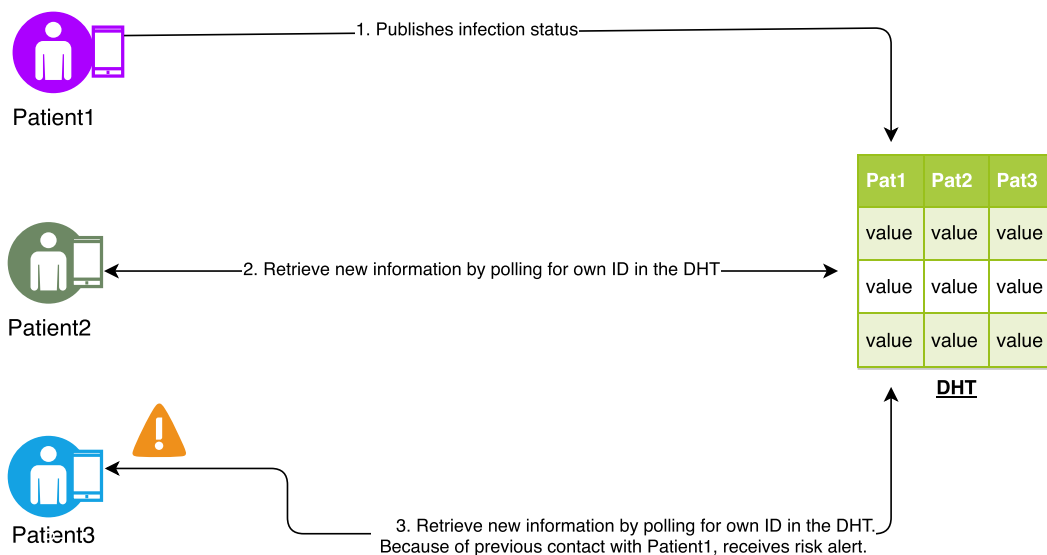 1. Publishes infection status
Patient1
Pat1 Pat2 Pat3
value value value
2. Retrieve new information by polling for own ID in the DHT
value value value
Patient2
value value value
DHT
Patient3
3. Retrieve new information by polling for own ID in the DHT.
Because of previous contact with Patient1, receives risk alert.